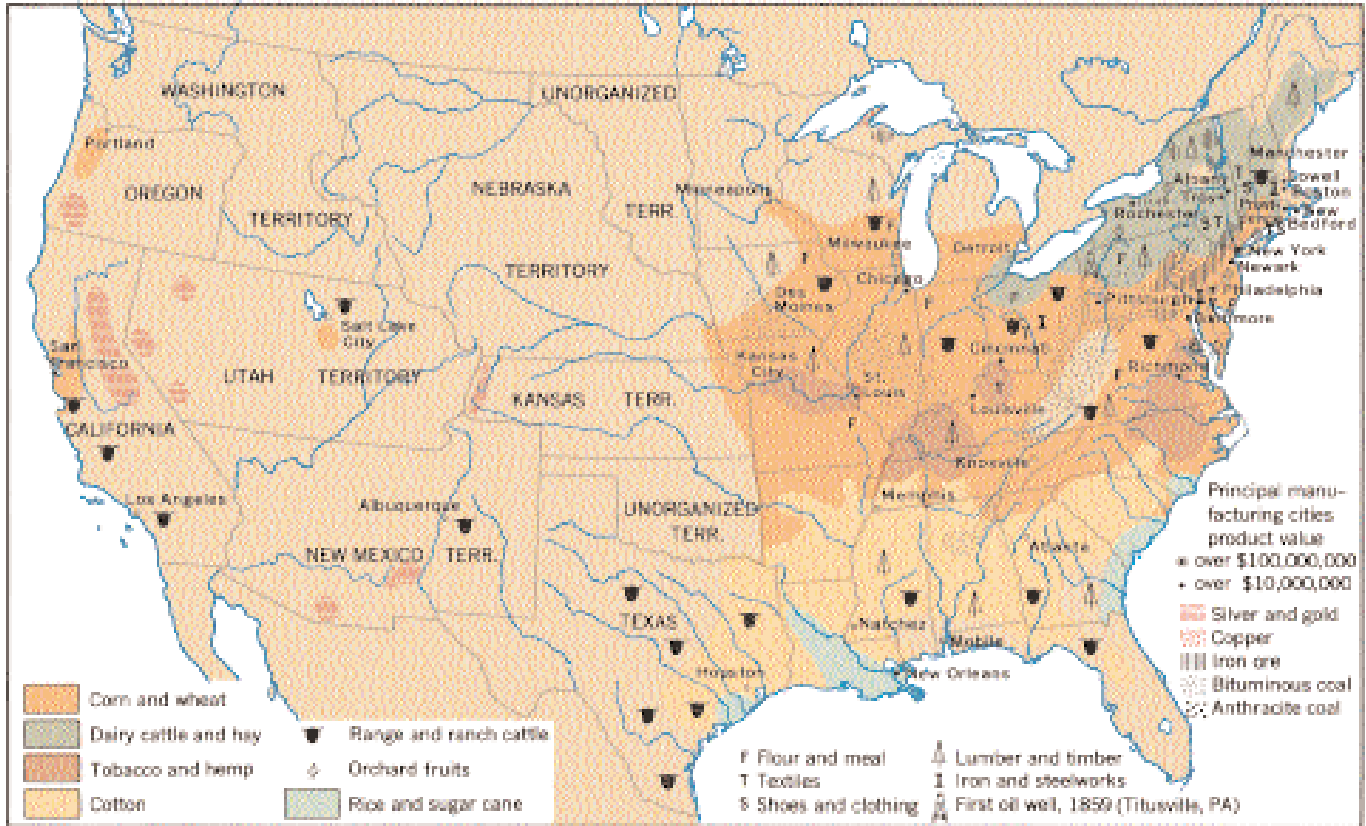 WASHINGTON
UNORGANIZED
Portland
OREGON
TERRITORY
NEBRASKA
TERR.
TERRITORY
Minneapolis
Milwaukee
Detroit
Chicago
Des
Moines
Manchester
Lowell
Boston
Albany
Troy
Rochester
New
Bedford
New York
Newark
Philadelphia
Pittsburgh
Baltimore
Salt Lake
City
San
Francisco
UTAH TERRITORY
KANSAS TERR.
Kansas
City
St.
Louis
Cincinnati
Louisville
Richmond
Knoxville
CALIFORNIA
Los Angeles
Albuquerque
NEW MEXICO TERR.
UNORGANIZED
TERR.
Memphis
Atlanta
TEXAS
Houston
Natchez
Mobile
New Orleans
Principal manu-
facturing cities
product value
over $100,000,000
over $10,000,000
Silver and gold
Copper
Iron ore
Bituminous coal
Anthracite coal
Corn and wheat
Dairy cattle and hay
Tobacco and hemp
Cotton
Range and ranch cattle
Orchard fruits
Rice and sugar cane
F Flour and meal
T Textiles
S Shoes and clothing
Lumber and timber
I Iron and steelworks
First oil well, 1859 (Titusville, PA)